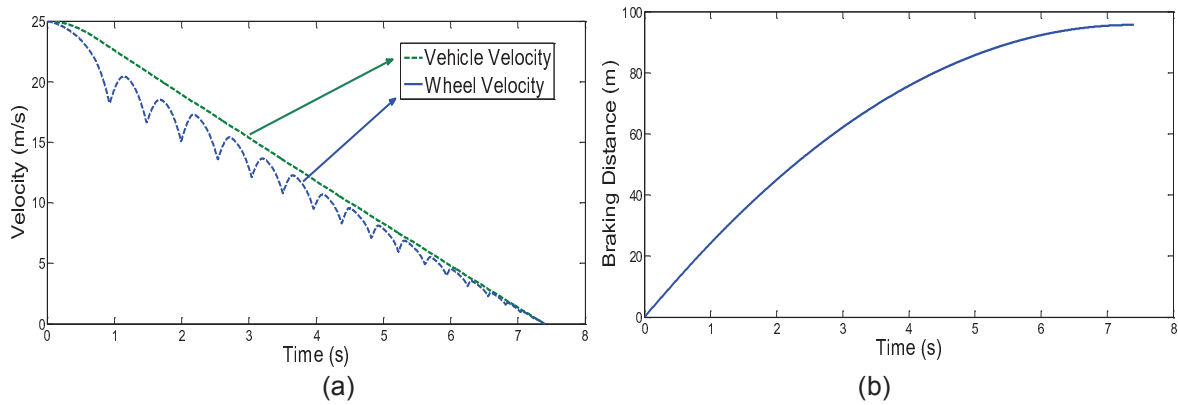 Velocity (m/s)
25
20
15
10
5
0
0 1 2 3 4 5 6 7 8
Time (s)
Vehicle Velocity
Wheel Velocity
(a)
Braking Distance (m)
100
80
60
40
20
0
0 1 2 3 4 5 6 7 8
Time (s)
(b)